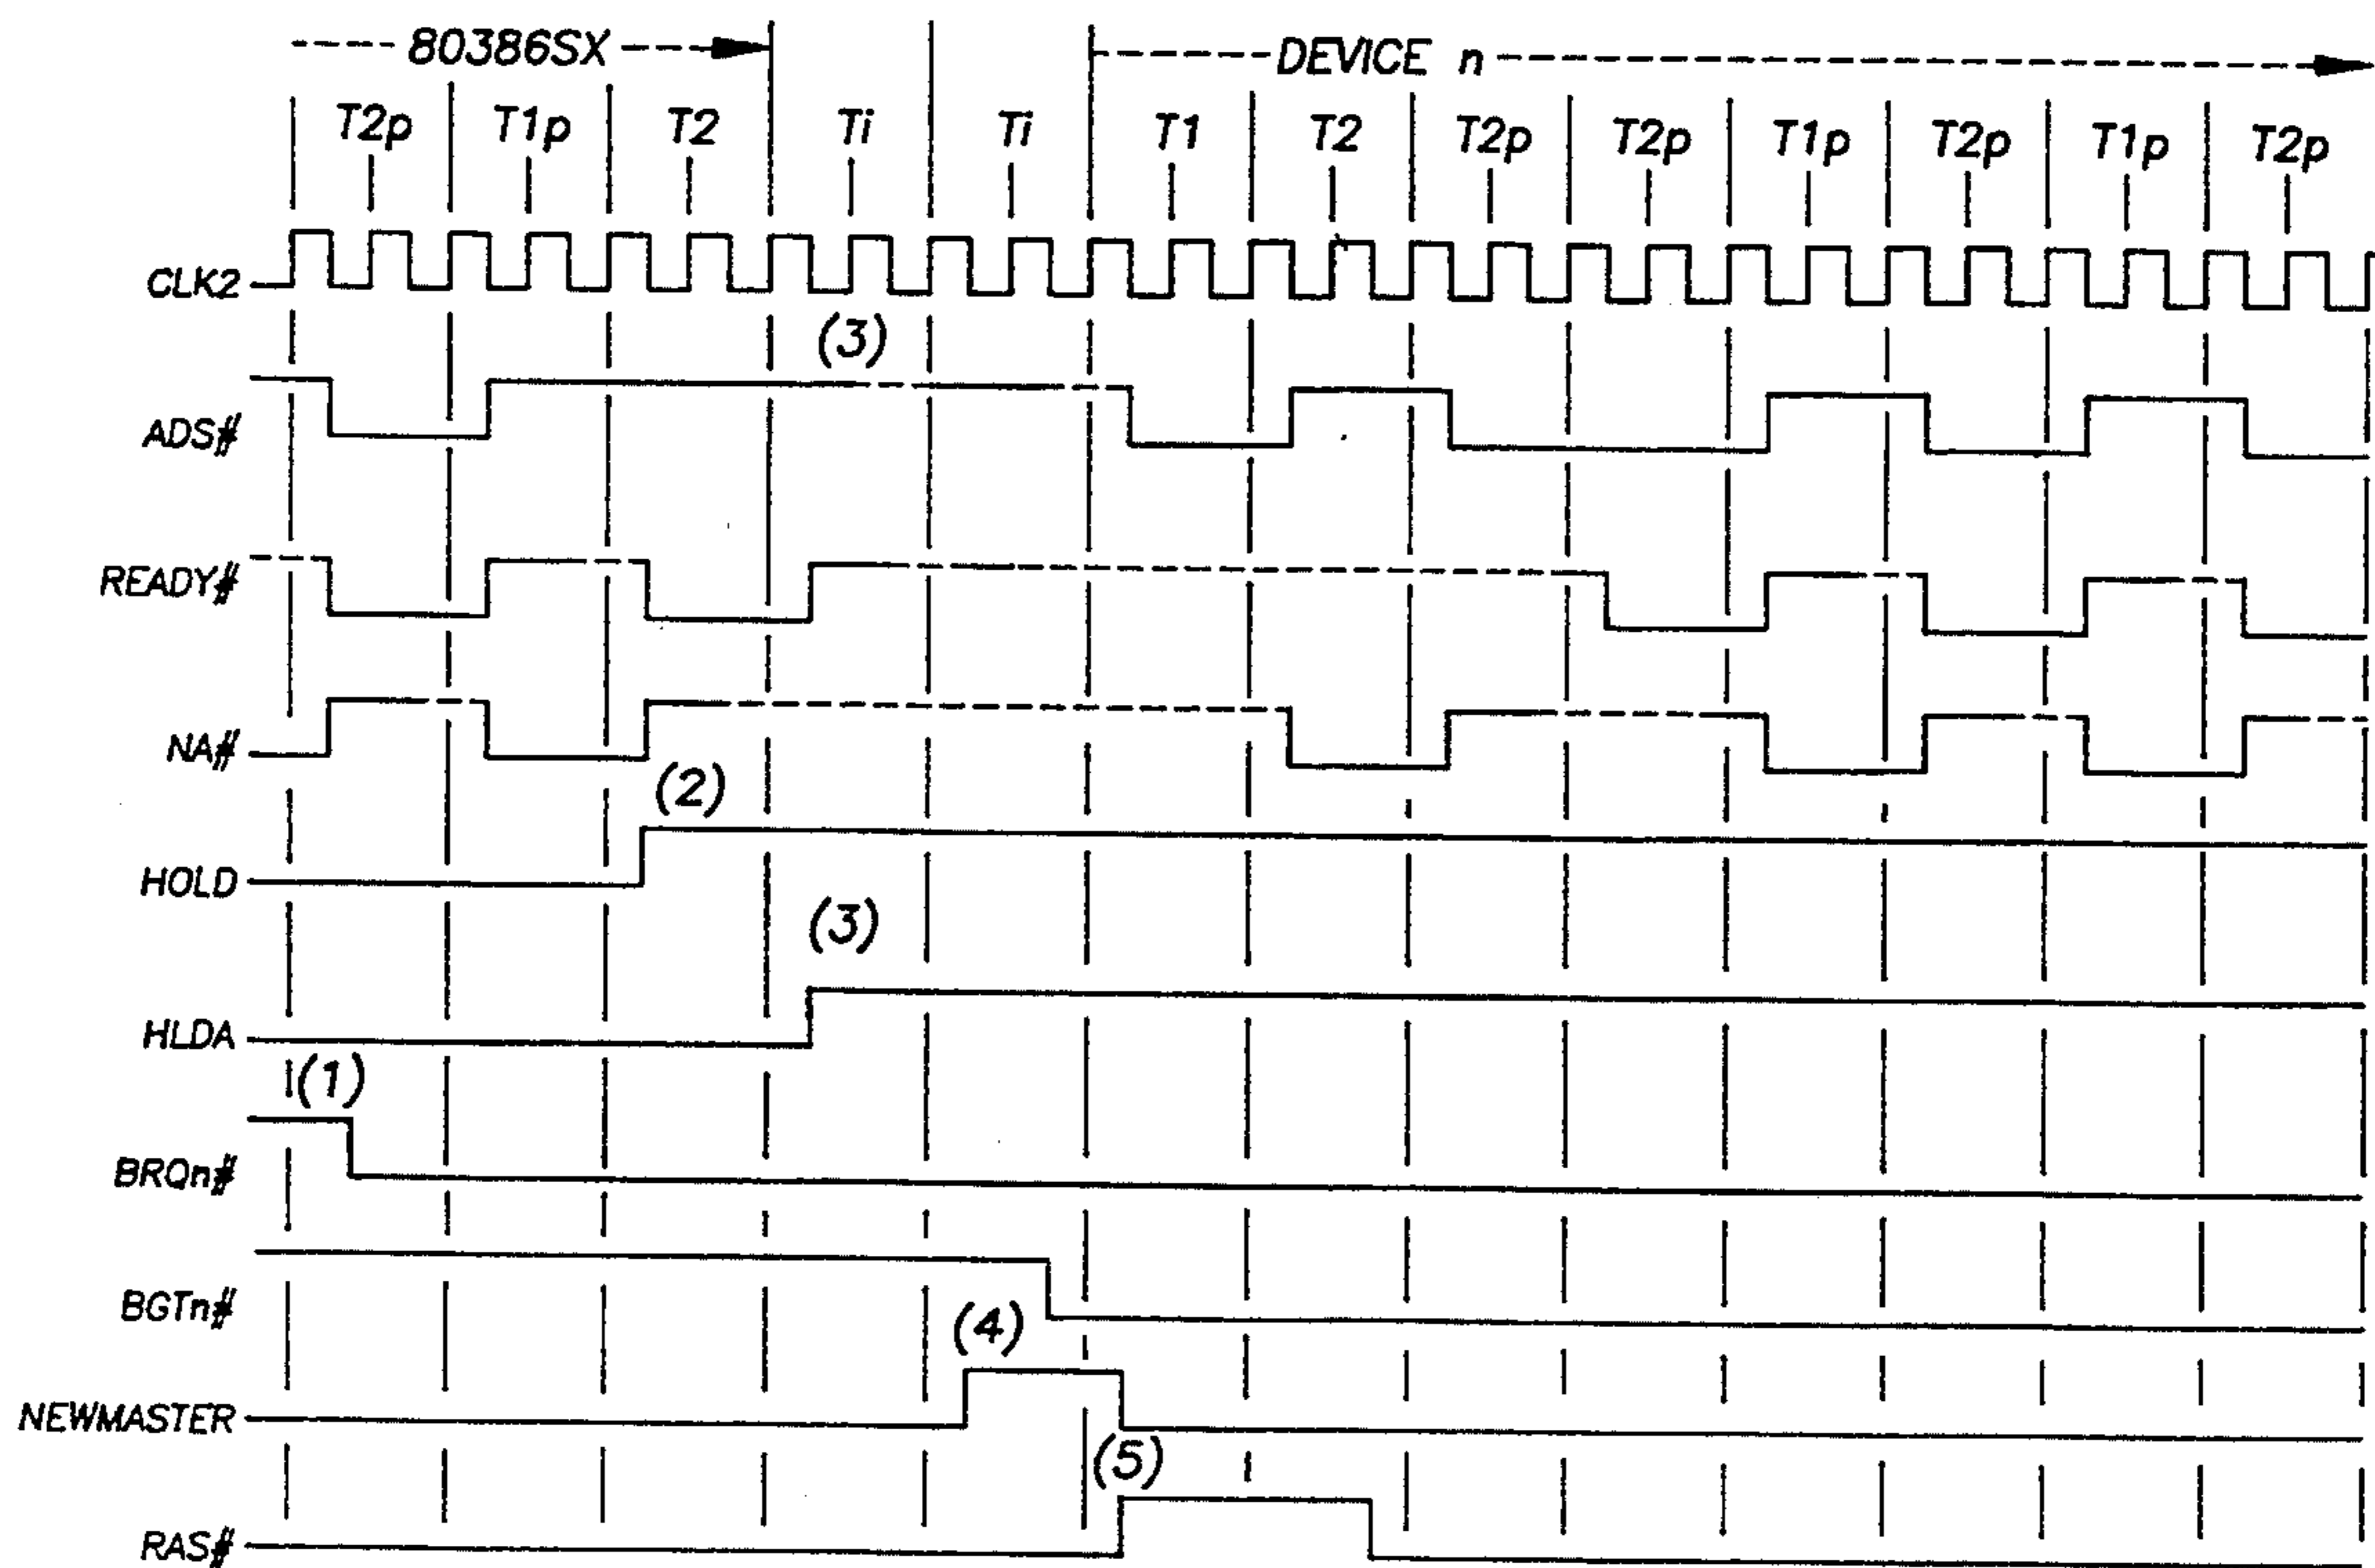 80386SX DEVICE n
T2p T1p T2 Ti Ti T1 T2 T2p T2p T1p T2p T1p T2p
CLK2
(3)
ADS#
READY#
NA#
(2)
HOLD
(3)
HLDA
(1)
BRQn#
BGTn#
(4)
NEWMASTER
(5)
RAS#